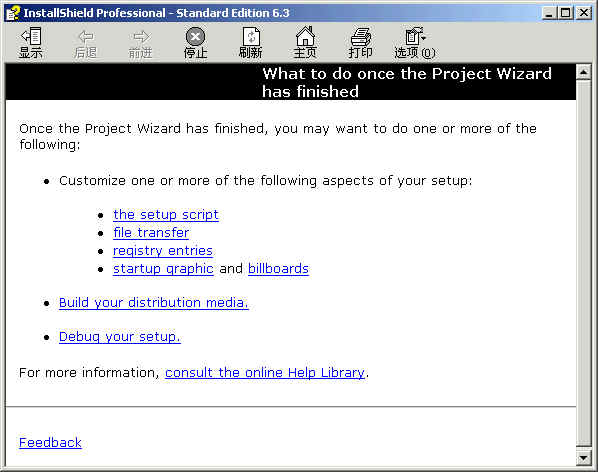 InstallShield Professional - Standard Edition 6.3
显示 后退 前进 停止 刷新 主页 打印 选项(O)
What to do once the Project Wizard
has finished
Once the Project Wizard has finished, you may want to do one or more of the
following:
• Customize one or more of the following aspects of your setup:
• the setup script
• file transfer
• registry entries
• startup graphic and billboards
• Build your distribution media.
• Debug your setup.
For more information, consult the online Help Library.
Feedback